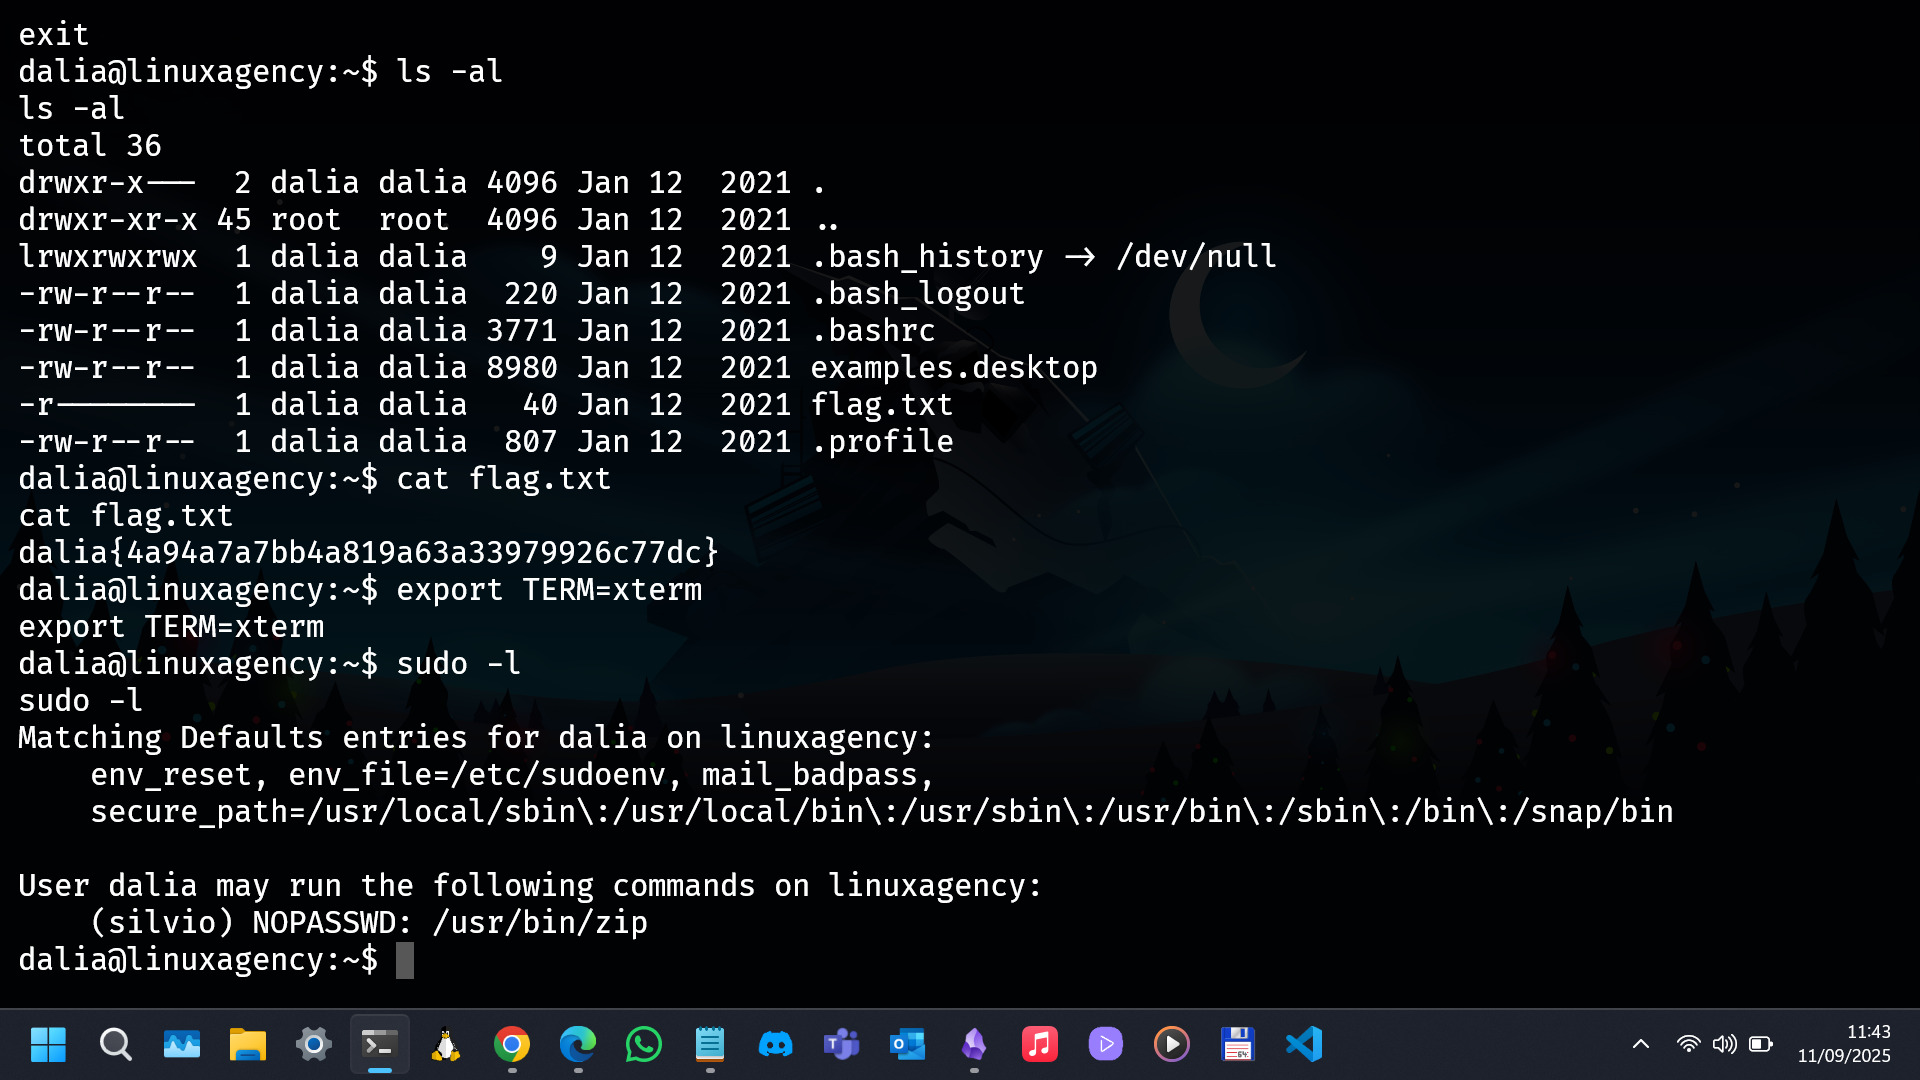 exit
dalia@linuxagency:~$ ls -al
ls -al
total 36
drwxr-x---  2 dalia dalia 4096 Jan 12  2021 .
drwxr-xr-x 45 root  root  4096 Jan 12  2021 ..
lrwxrwxrwx  1 dalia dalia    9 Jan 12  2021 .bash_history -> /dev/null
-rw-r--r--  1 dalia dalia  220 Jan 12  2021 .bash_logout
-rw-r--r--  1 dalia dalia 3771 Jan 12  2021 .bashrc
-rw-r--r--  1 dalia dalia 8980 Jan 12  2021 examples.desktop
-r--------  1 dalia dalia   40 Jan 12  2021 flag.txt
-rw-r--r--  1 dalia dalia  807 Jan 12  2021 .profile
dalia@linuxagency:~$ cat flag.txt
cat flag.txt
dalia{4a94a7a7bb4a819a63a33979926c77dc}
dalia@linuxagency:~$ export TERM=xterm
export TERM=xterm
dalia@linuxagency:~$ sudo -l
sudo -l
Matching Defaults entries for dalia on linuxagency:
    env_reset, env_file=/etc/sudoenv, mail_badpass,
    secure_path=/usr/local/sbin\:/usr/local/bin\:/usr/sbin\:/usr/bin\:/sbin\:/bin\:/snap/bin
User dalia may run the following commands on linuxagency:
    (silvio) NOPASSWD: /usr/bin/zip
dalia@linuxagency:~$
11:43
11/09/2025